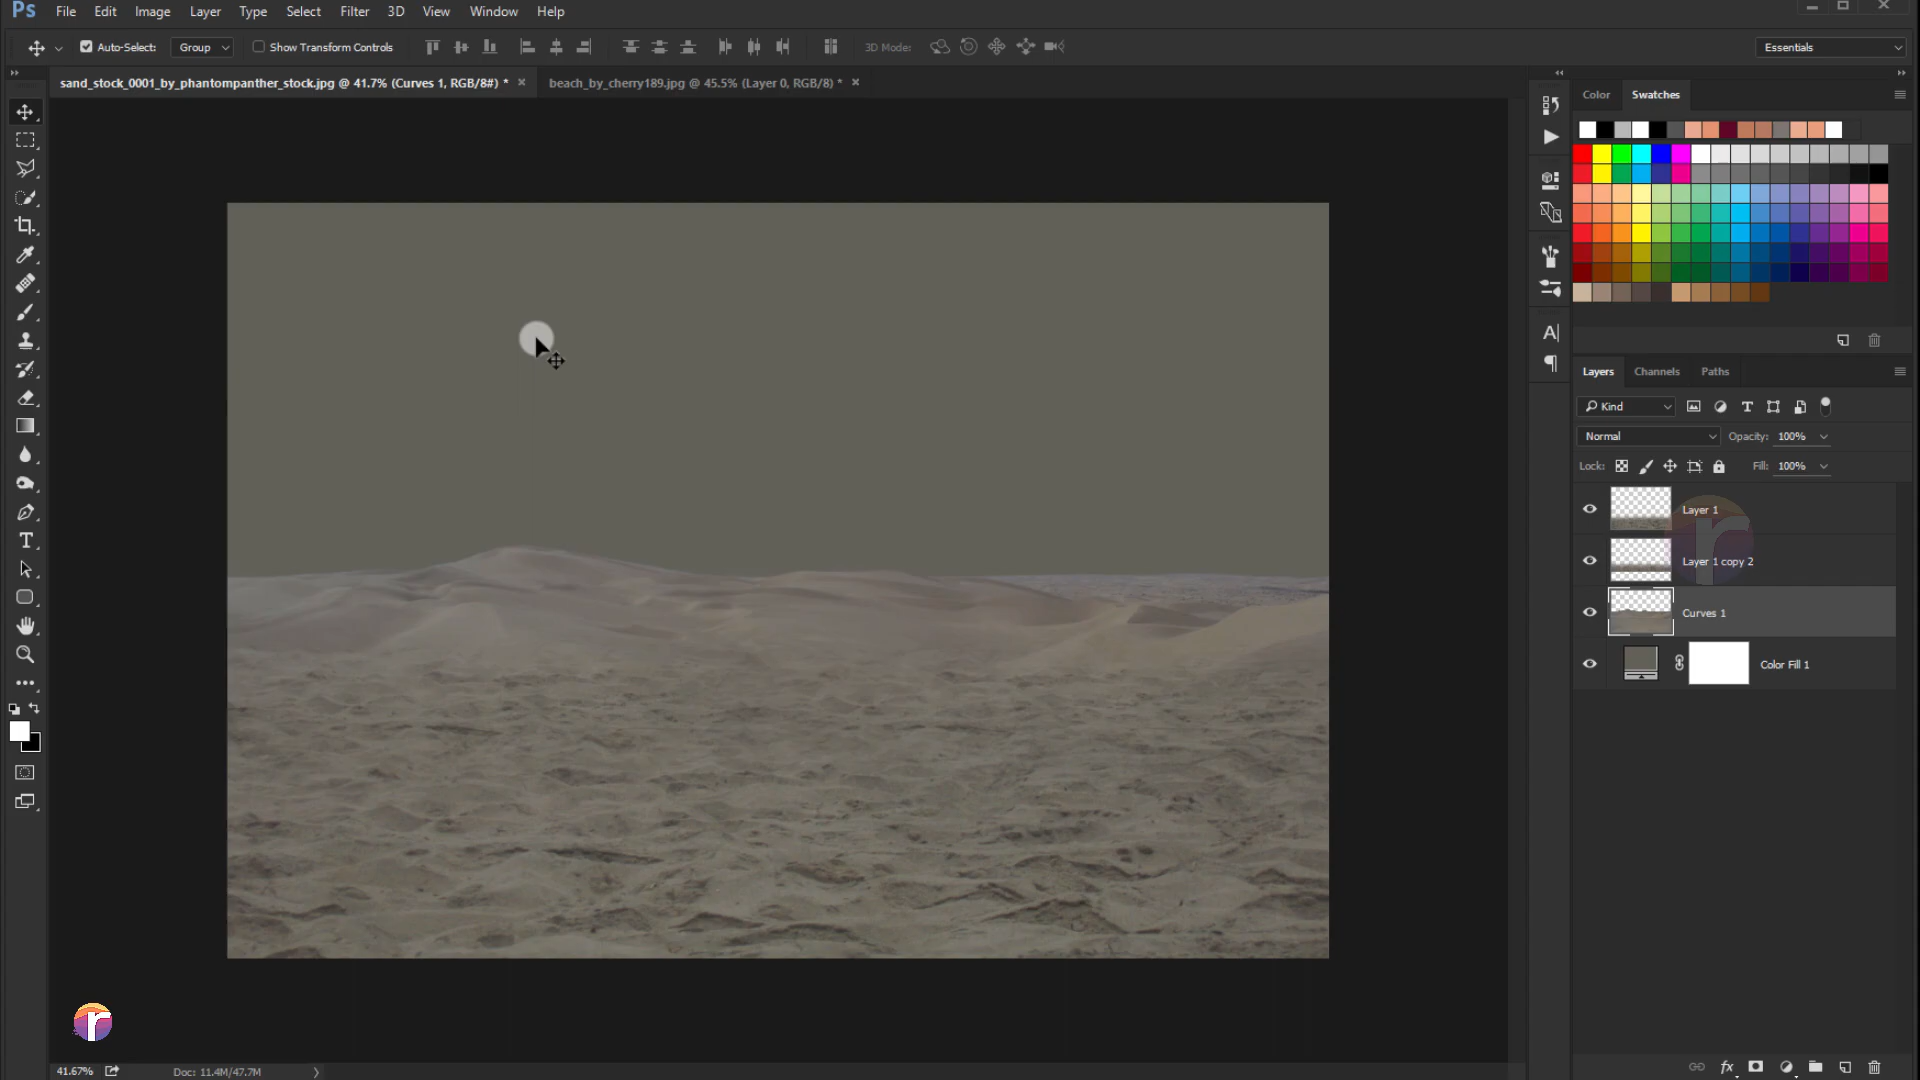 Ps File Edit Image Layer Type Select Filter 3D View Window Help
Auto-Select: Group Show Transform Controls 3D Mode: Essentials
sand_stock_0001_by_phantompanther_stock.jpg @ 41.7% (Curves 1, RGB/8#) * × beach_by_cherry189.jpg @ 45.5% (Layer 0, RGB/8) * ×
Color Swatches
Layers Channels Paths
Kind
Normal Opacity: 100%
Lock: Fill: 100%
Layer 1
Layer 1 copy 2
Curves 1
Color Fill 1
r
r
41.67% Doc: 11.4M/47.7M
fx